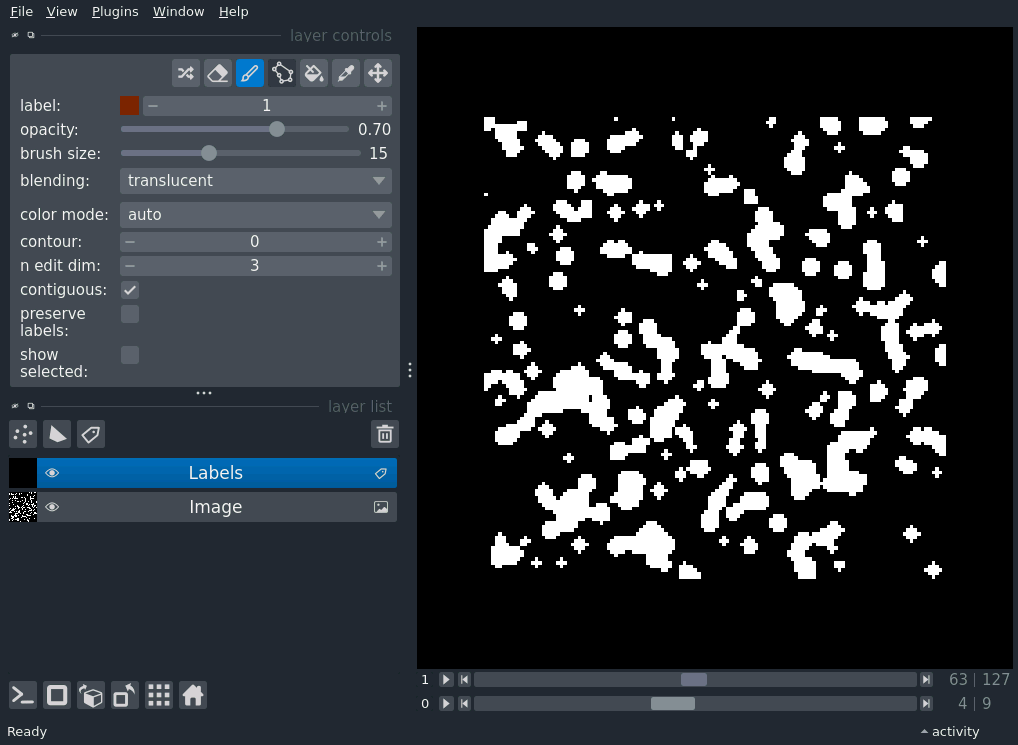 File View Plugins Window Help
layer controls
label: 1
opacity: 0.70
brush size: 15
blending: translucent
color mode: auto
contour: 0
n edit dim: 3
contiguous:
preserve
labels:
show
selected:
layer list
Labels
Image
1 63 | 127
0 4 | 9
Ready activity